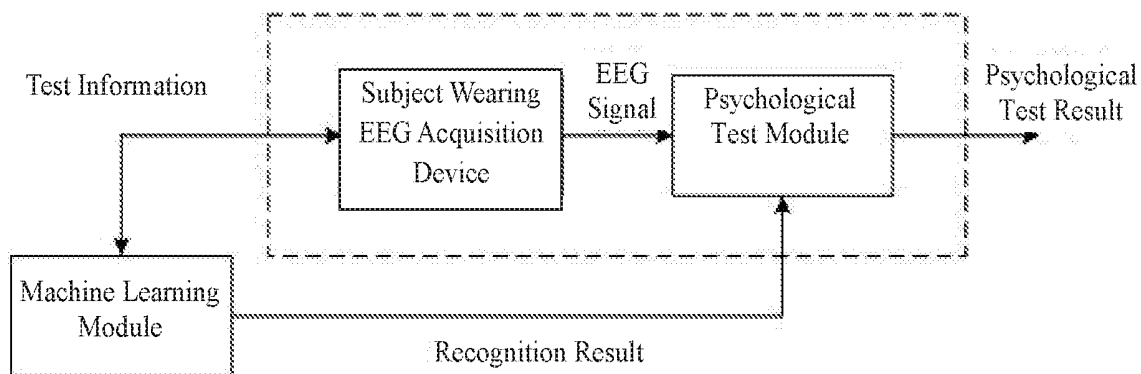 Test Information
Subject Wearing
EEG Acquisition
Device
EEG
Signal
Psychological
Test Module
Psychological
Test Result
Machine Learning
Module
Recognition Result